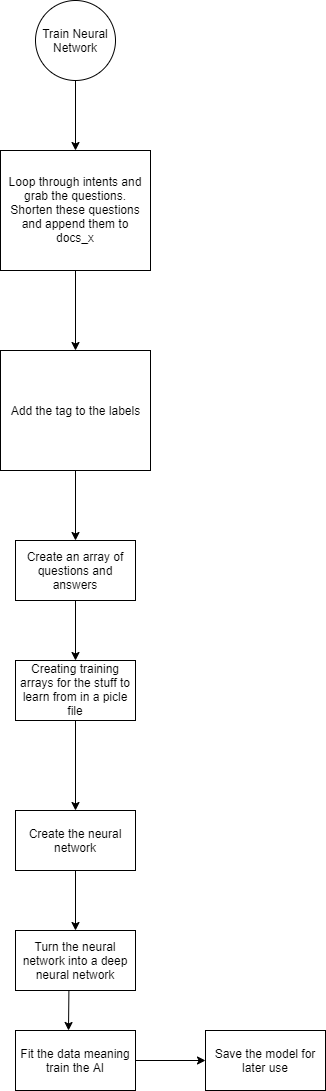 Train Neural
Network
Loop through intents and
grab the questions.
Shorten these questions
and append them to
docs_x
Add the tag to the labels
Create an array of
questions and
answers
Creating training
arrays for the stuff to
learn from in a picle
file
Create the neural
network
Turn the neural
network into a deep
neural network
Fit the data meaning
train the AI
Save the model for
later use